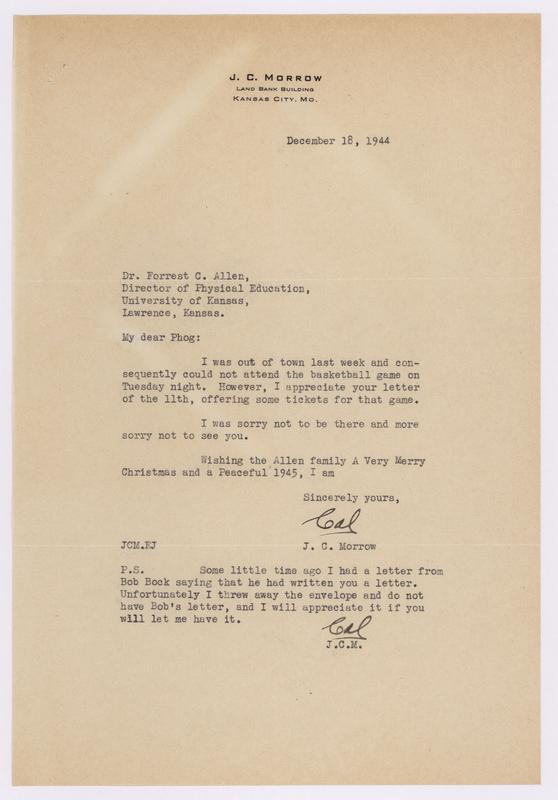 J. C. Morrow
Land Bank Building
Kansas City, Mo.
December 18, 1944
Dr. Forrest C. Allen,
Director of Physical Education,
University of Kansas,
Lawrence, Kansas.
My dear Phog:
I was out of town last week and con-
sequently could not attend the basketball game on
Tuesday night. However, I appreciate your letter
of the 11th, offering some tickets for that game.
I was sorry not to be there and more
sorry not to see you.
Wishing the Allen family A Very Merry
Christmas and a Peaceful 1945, I am
Sincerely yours,
Cal
JCM.EJ J. C. Morrow
P.S. Some little time ago I had a letter from
Bob Bock saying that he had written you a letter.
Unfortunately I threw away the envelope and do not
have Bob's letter, and I will appreciate it if you
will let me have it.
Cal
J.C.M.